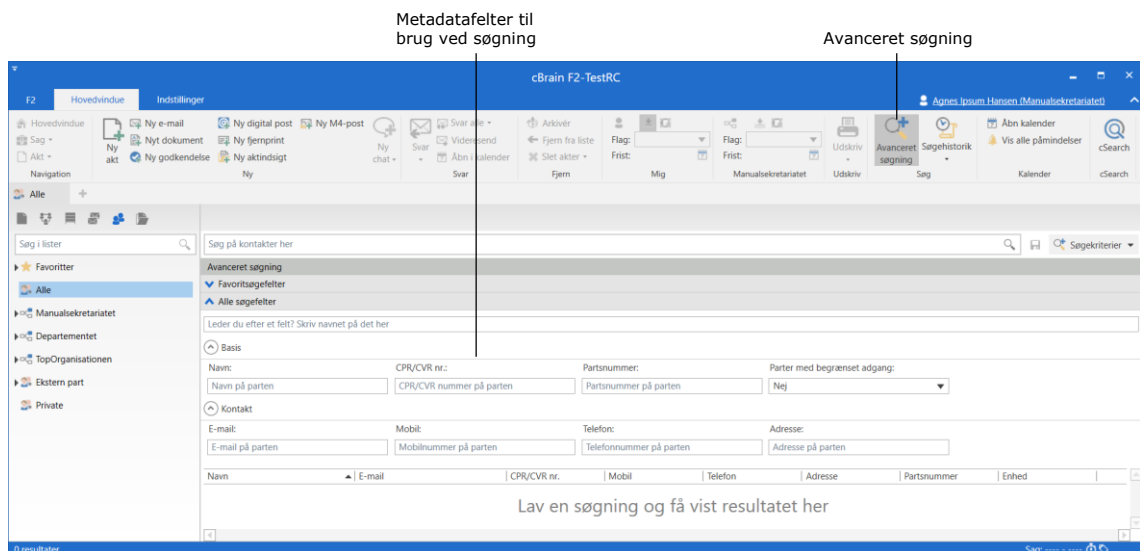 Metadatafelter til
brug ved søgning
Avanceret søgning
cBrain F2-TestRC
F2 Hovedvindue Indstillinger Agnes Ipsum Hansen (Manualsekretariatet)
Hovedvindue
Sag
Akt
Navigation
Ny
akt
Ny e-mail
Nyt dokument
Ny godkendelse
Ny digital post
Ny fjernprint
Ny aktindsigt
Ny M4-post
Ny
chat
Ny
Svar
Svar alle
Videresend
Åbn i kalender
Svar
Arkivér
Fjern fra liste
Slet akter
Fjern
Flag:
Frist:
Mig
Flag:
Frist:
Manualsekretariatet
Udskriv
Udskriv
Avanceret
søgning
Søgehistorik
Søg
Åbn kalender
Vis alle påmindelser
Kalender
cSearch
cSearch
Alle
Søg i lister
Favoritter
Alle
Manualsekretariatet
Departementet
TopOrganisationen
Ekstern part
Private
Søg på kontakter her
Søgekriterier
Avanceret søgning
Favoritsøgefelter
Alle søgefelter
Leder du efter et felt? Skriv navnet på det her
Basis
Navn: CPR/CVR nr.: Partsnummer: Parter med begrænset adgang:
Navn på parten CPR/CVR nummer på parten Partsnummer på parten Nej
Kontakt
E-mail: Mobil: Telefon: Adresse:
E-mail på parten Mobilnummer på parten Telefonnummer på parten Adresse på parten
Navn E-mail CPR/CVR nr. Mobil Telefon Adresse Partsnummer Enhed
Lav en søgning og få vist resultatet her
0 resultater
Sag: